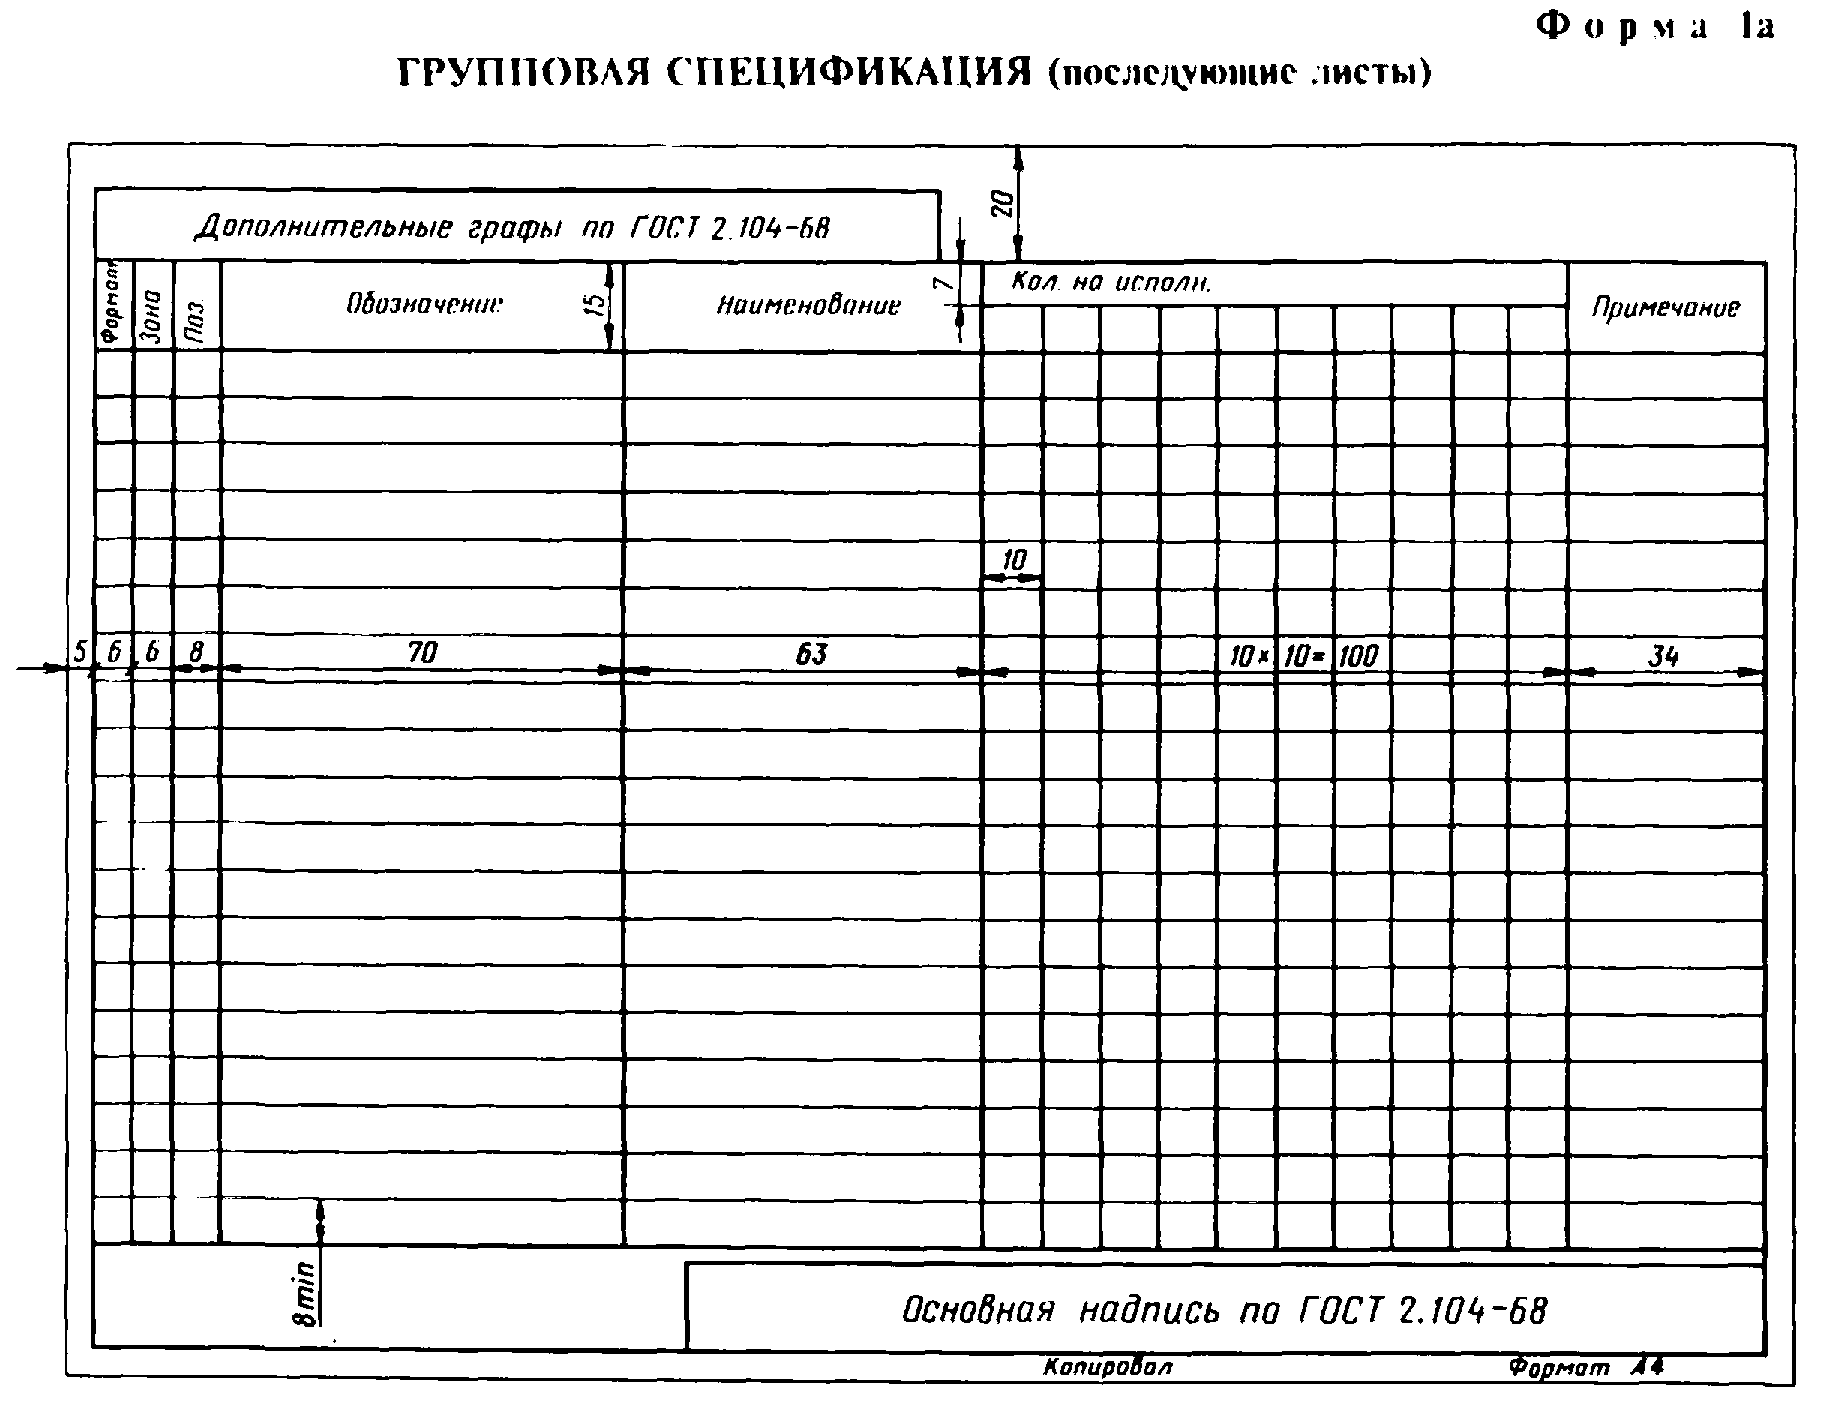 Форма 1а
ГРУППОВАЯ СПЕЦИФИКАЦИЯ (последующие листы)
Дополнительные графы по ГОСТ 2.104-68
20
Формат
Зона
Поз.
Обозначение
15
Наименование
7
Кол. на исполн.
Примечание
10
5 6 6 8 70 63 10×10=100 34
8 min
Основная надпись по ГОСТ 2.104-68
Копировал Формат А4